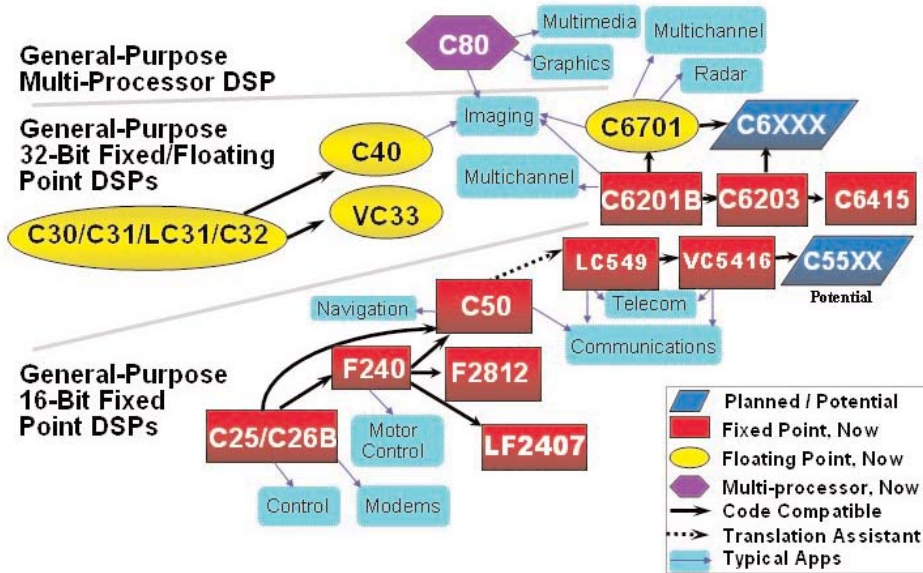 General-Purpose
Multi-Processor DSP
C80
Multimedia
Graphics
Multichannel
Radar
General-Purpose
32-Bit Fixed/Floating
Point DSPs
C40
Imaging
C6701
C6XXX
Multichannel
C30/C31/LC31/C32
VC33
C6201B
C6203
C6415
LC549
VC5416
C55XX
Potential
Navigation
C50
Telecom
Communications
General-Purpose
16-Bit Fixed
Point DSPs
F240
F2812
C25/C26B
Motor
Control
LF2407
Control
Modems
Planned / Potential
Fixed Point, Now
Floating Point, Now
Multi-processor, Now
Code Compatible
Translation Assistant
Typical Apps